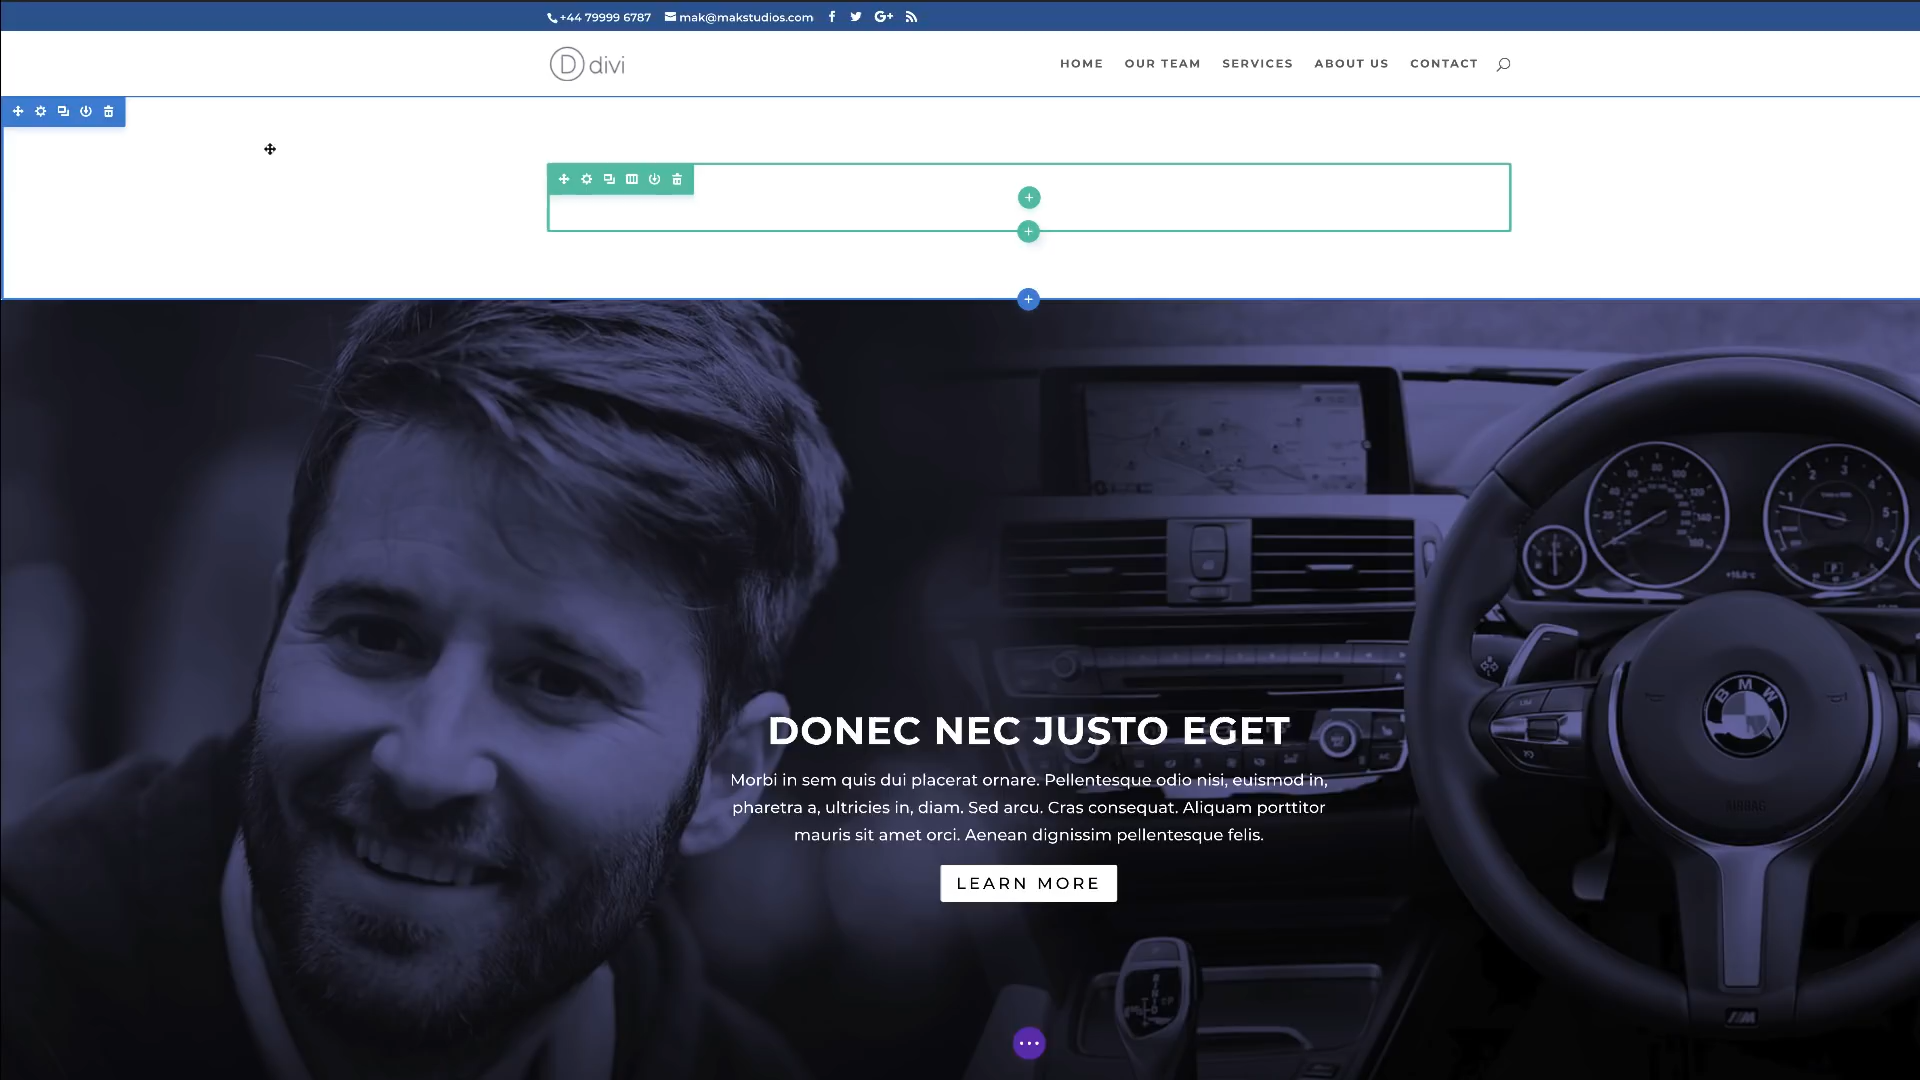 +44 79999 6787 mak@makstudios.com
D divi
HOME OUR TEAM SERVICES ABOUT US CONTACT
DONEC NEC JUSTO EGET
Morbi in sem quis dui placerat ornare. Pellentesque odio nisi, euismod in,
pharetra a, ultricies in, diam. Sed arcu. Cras consequat. Aliquam porttitor
mauris sit amet orci. Aenean dignissim pellentesque felis.
LEARN MORE
BMW
AIRBAG